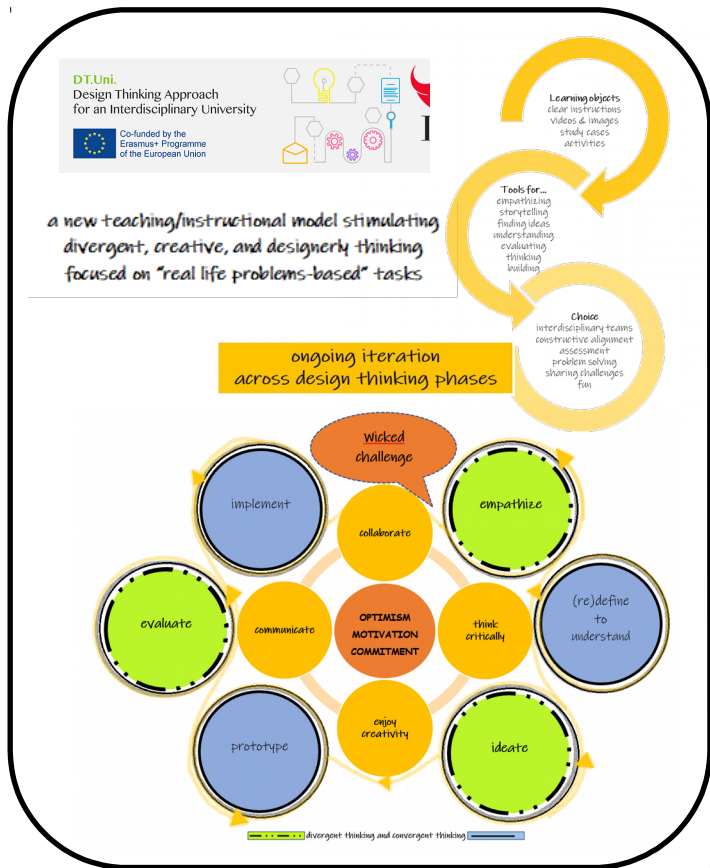 DT.Uni.
Design Thinking Approach
for an Interdisciplinary University
Co-funded by the
Erasmus+ Programme
of the European Union
Learning objects
clear instructions
videos & images
study cases
activities
Tools for...
empathizing
storytelling
finding ideas
understanding
evaluating
thinking
building
a new teaching/instructional model stimulating
divergent, creative, and designerly thinking
focused on "real life problems-based" tasks
Choice
interdisciplinary teams
constructive alignment
assessment
problem solving
sharing challenges
fun
ongoing iteration
across design thinking phases
Wicked
challenge
implement
empathize
collaborate
evaluate
communicate
OPTIMISM
MOTIVATION
COMMITMENT
think
critically
(re)define
to
understand
prototype
enjoy
creativity
ideate
divergent thinking and convergent thinking